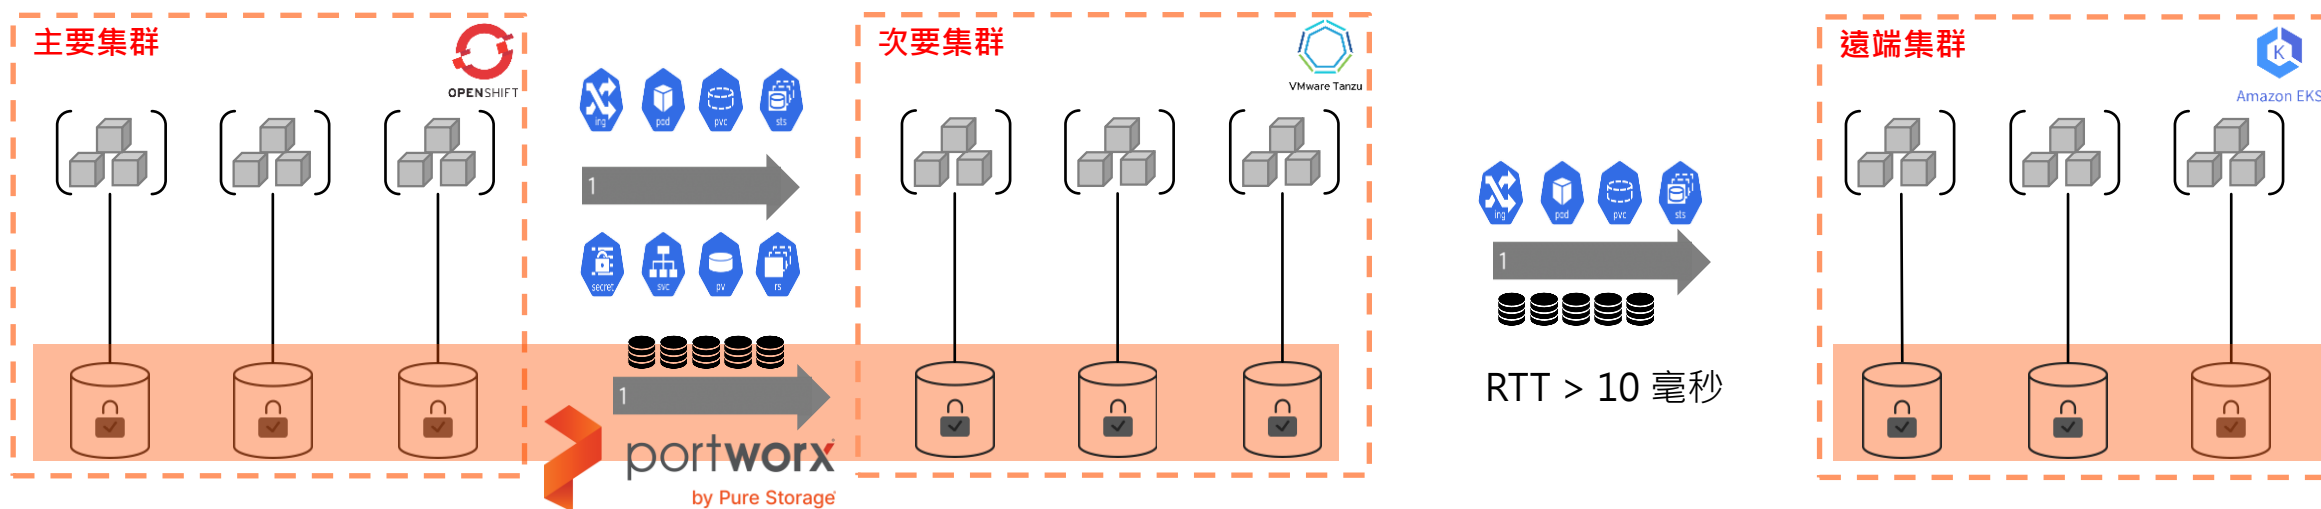 主要集群
OPENSHIFT
ing
pod
pvc
sts
1
secret
svc
pv
rs
1
portworx
by Pure Storage
次要集群
VMware Tanzu
ing
pod
pvc
sts
1
RTT > 10 毫秒
遠端集群
K
Amazon EKS